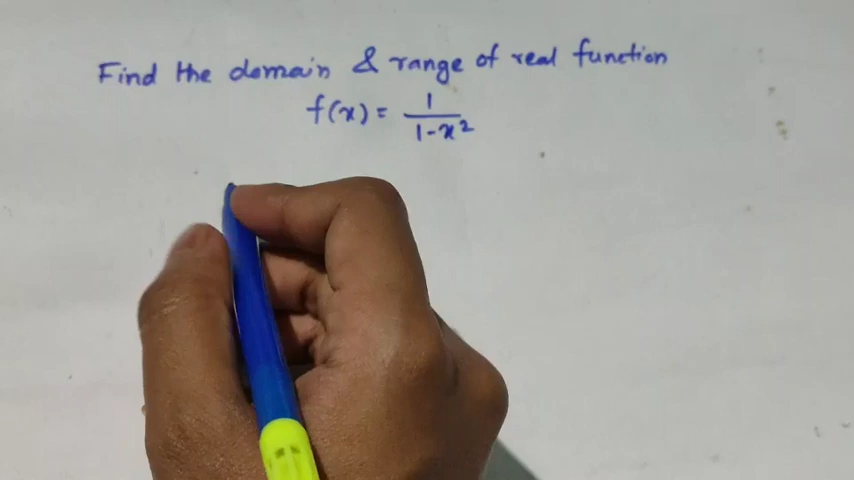 Find the domain & range of real function
f(x) = 1/(1-x²)